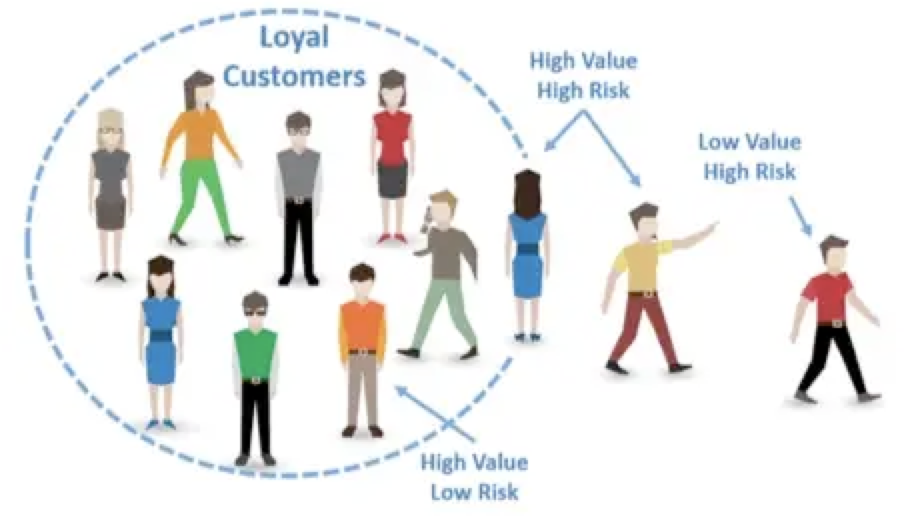 Loyal
Customers
High Value
High Risk
Low Value
High Risk
High Value
Low Risk